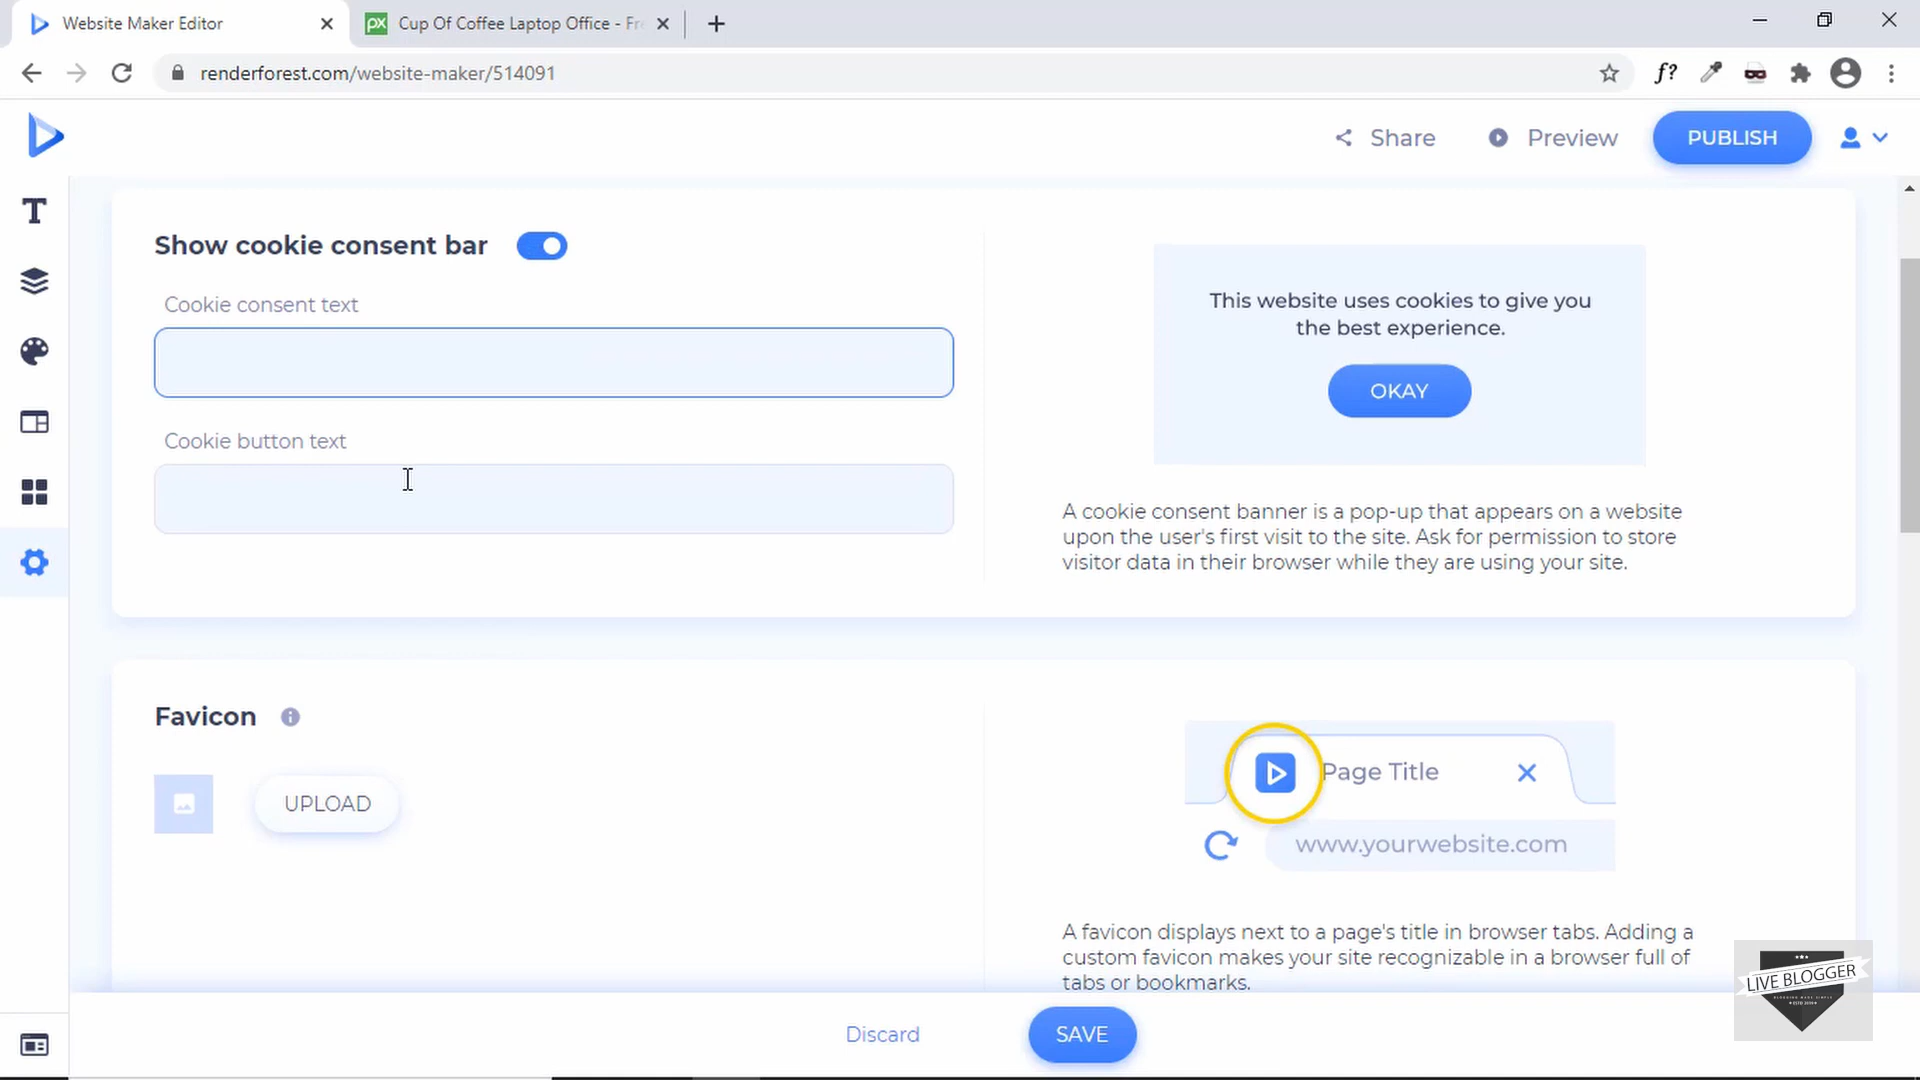 Website Maker Editor
Cup Of Coffee Laptop Office - Fre
renderforest.com/website-maker/514091
f?
Share
Preview
PUBLISH
T
Show cookie consent bar
Cookie consent text
Cookie button text
This website uses cookies to give you
the best experience.
OKAY
A cookie consent banner is a pop-up that appears on a website
upon the user's first visit to the site. Ask for permission to store
visitor data in their browser while they are using your site.
Favicon
UPLOAD
Page Title
www.yourwebsite.com
A favicon displays next to a page's title in browser tabs. Adding a
custom favicon makes your site recognizable in a browser full of
tabs or bookmarks.
Discard
SAVE
LIVE BLOGGER